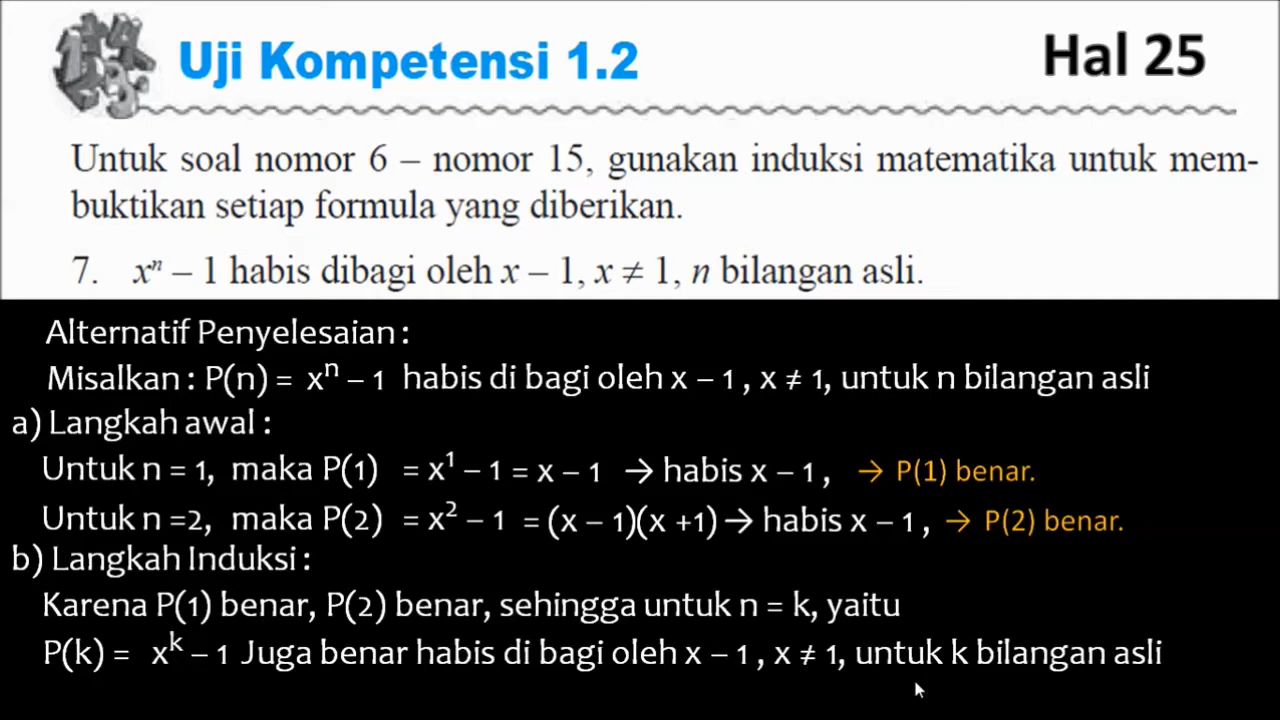 Uji Kompetensi 1.2
Hal 25
Untuk soal nomor 6 – nomor 15, gunakan induksi matematika untuk mem-
buktikan setiap formula yang diberikan.
7. xⁿ – 1 habis dibagi oleh x – 1, x ≠ 1, n bilangan asli.
Alternatif Penyelesaian :
Misalkan : P(n) = xⁿ – 1 habis di bagi oleh x – 1 , x ≠ 1, untuk n bilangan asli
a) Langkah awal :
Untuk n = 1, maka P(1) = x¹ – 1 = x – 1 → habis x – 1 , → P(1) benar.
Untuk n =2, maka P(2) = x² – 1 = (x – 1)(x +1) → habis x – 1 , → P(2) benar.
b) Langkah Induksi :
Karena P(1) benar, P(2) benar, sehingga untuk n = k, yaitu
P(k) = xᵏ – 1 Juga benar habis di bagi oleh x – 1 , x ≠ 1, untuk k bilangan asli